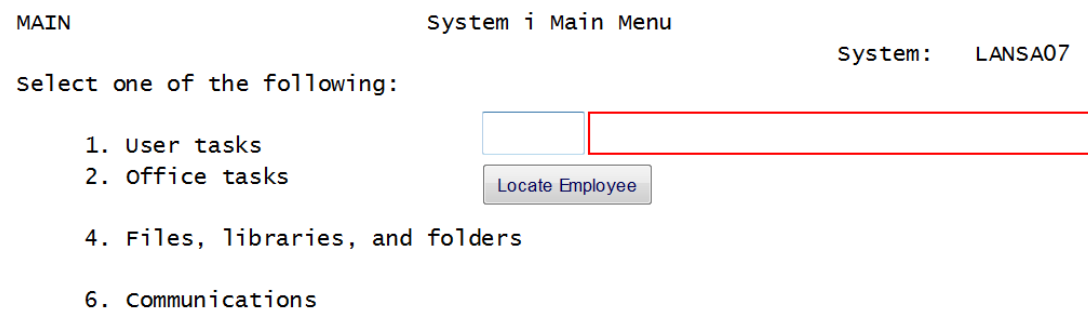 MAIN System i Main Menu
System: LANSA07
Select one of the following:
1. User tasks
2. Office tasks
Locate Employee
4. Files, libraries, and folders
6. Communications